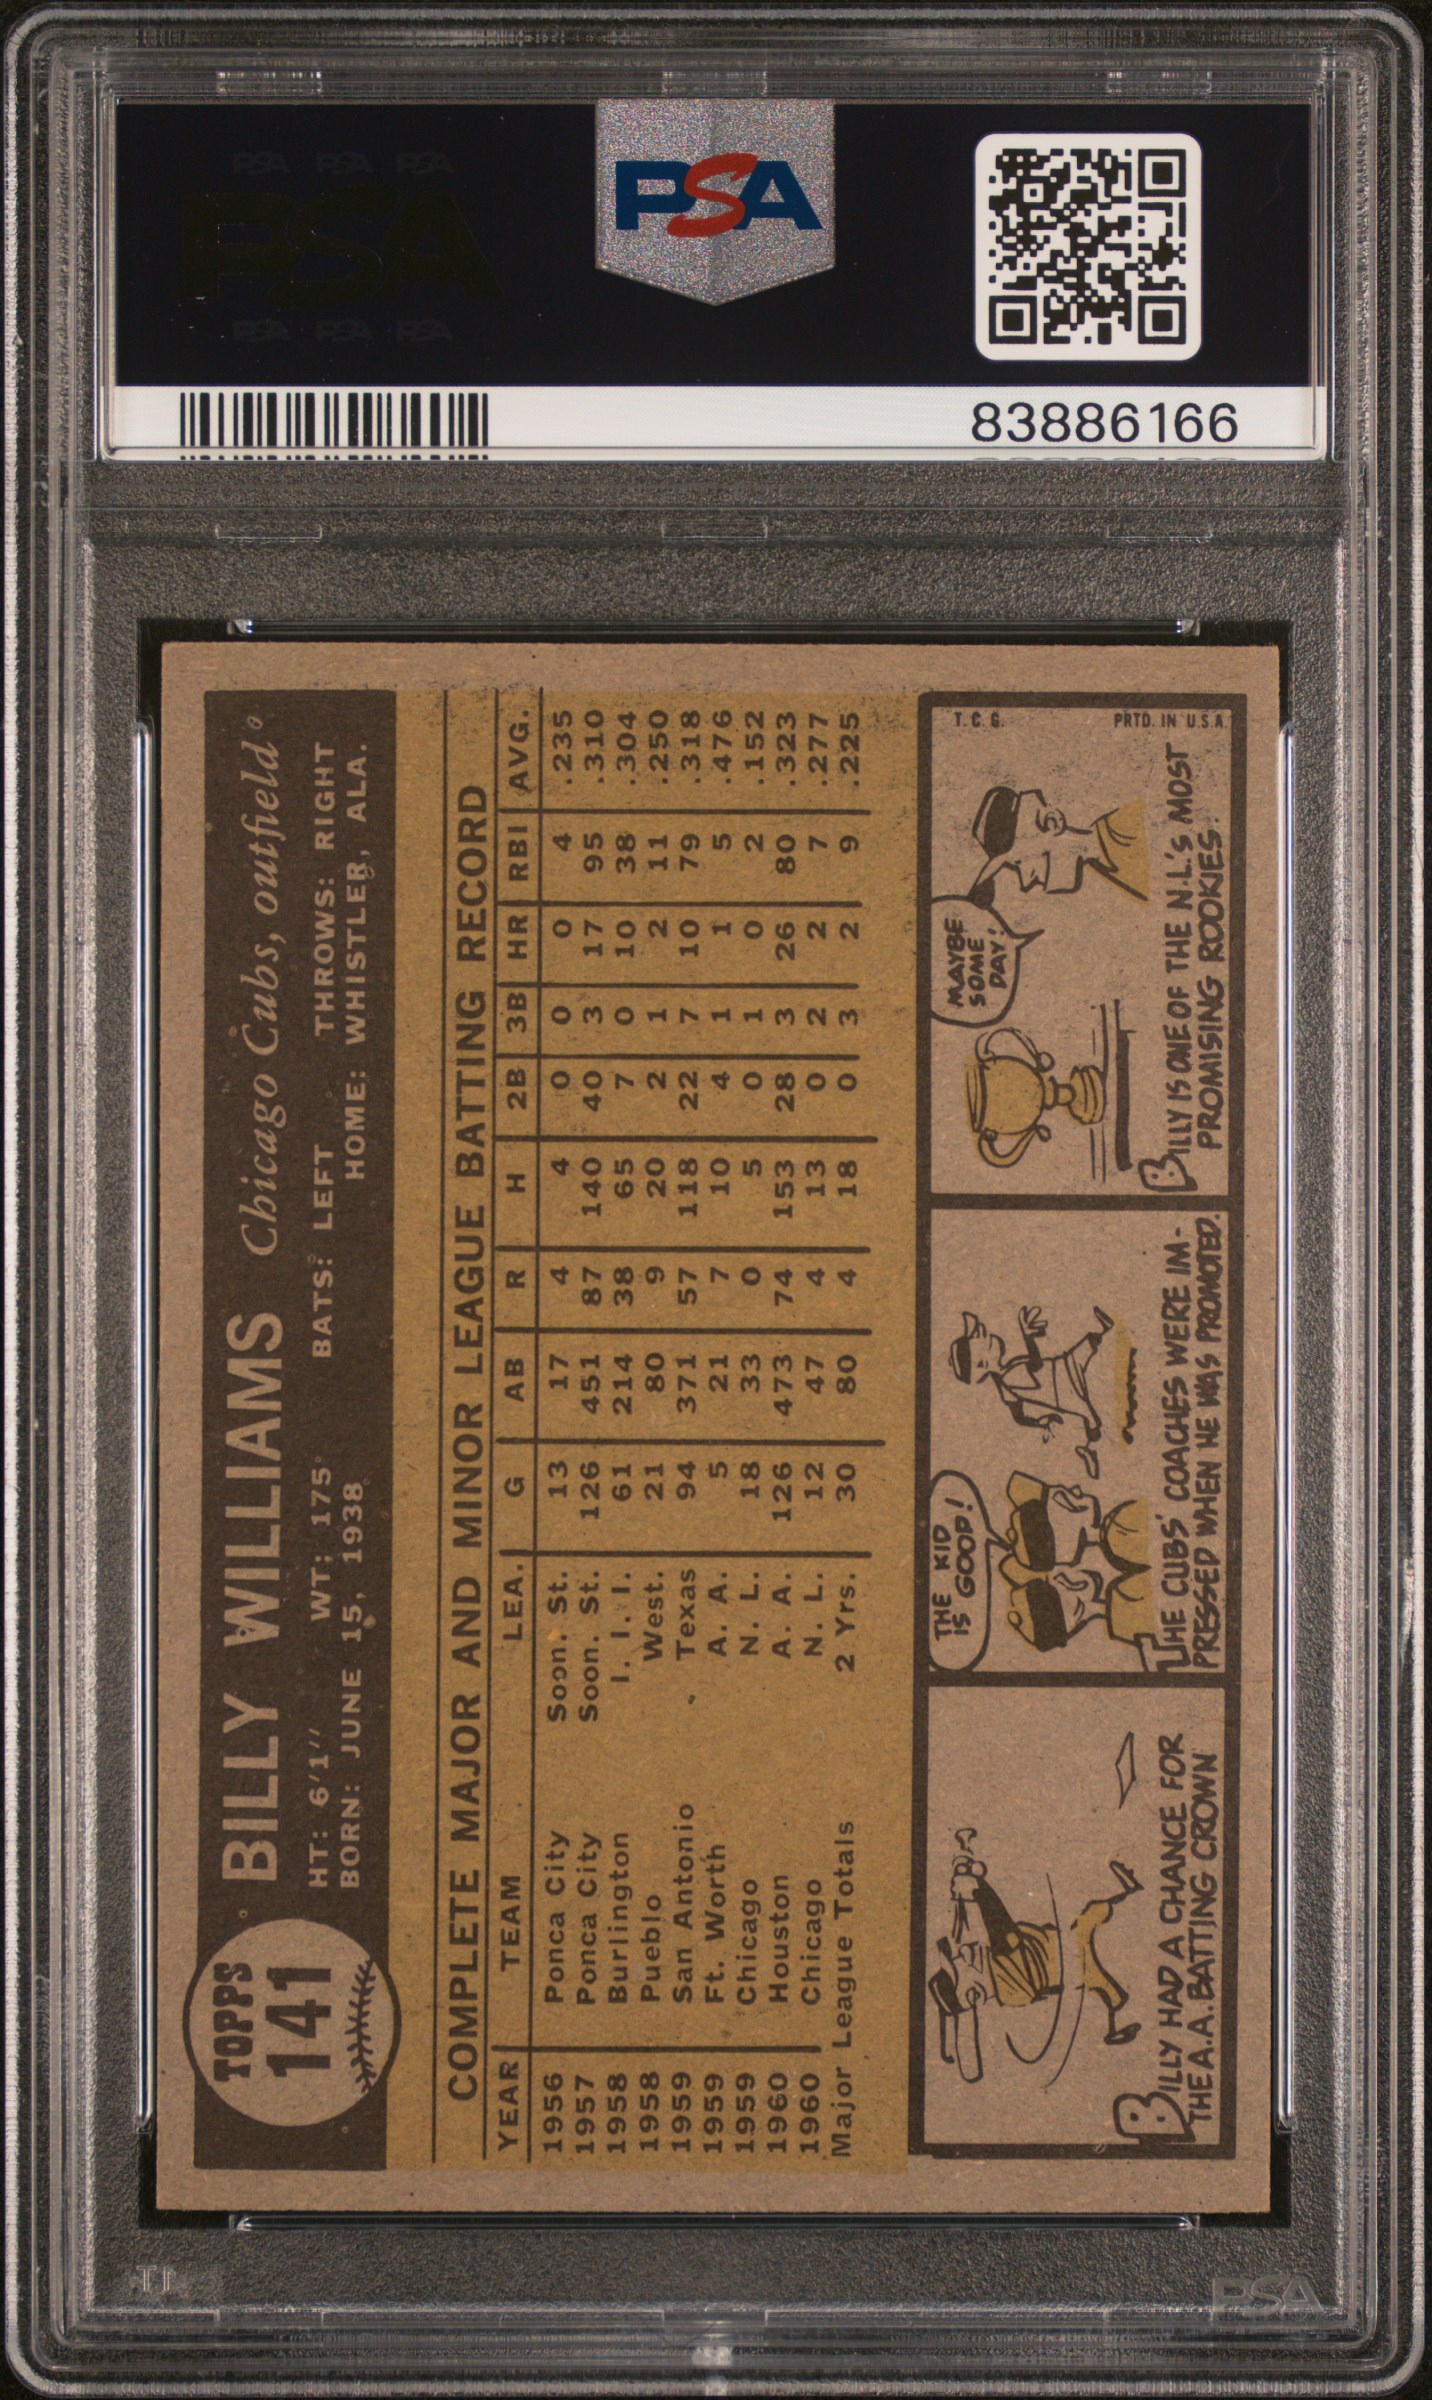 PSA PSA PSA
PSA
PSA PSA PSA
PSA
83886166
TOPPS
141
BILLY WILLIAMS Chicago Cubs, outfield
HT: 6'1" WT: 175 BATS: LEFT THROWS: RIGHT
BORN: JUNE 15, 1938 HOME: WHISTLER, ALA.
COMPLETE MAJOR AND MINOR LEAGUE BATTING RECORD
YEAR TEAM LEA. G AB R H 2B 3B HR RBI AVG.
1956 Ponca City Soon. St. 13 17 4 4 0 0 0 4 .235
1957 Ponca City Soon. St. 126 451 87 140 40 3 17 95 .310
1958 Burlington I. I. I. 61 214 38 65 7 0 10 38 .304
1958 Pueblo West. 21 80 9 20 2 1 2 11 .250
1959 San Antonio Texas 94 371 57 118 22 7 10 79 .318
1959 Ft. Worth A. A. 5 21 7 10 4 1 1 5 .476
1959 Chicago N. L. 18 33 0 5 0 1 0 2 .152
1960 Houston A. A. 126 473 74 153 28 3 26 80 .323
1960 Chicago N. L. 12 47 4 13 0 2 2 7 .277
Major League Totals 2 Yrs. 30 80 4 18 0 3 2 9 .225
BILLY HAD A CHANCE FOR
THE A.A. BATTING CROWN
THE KID
IS GOOD!
THE CUBS' COACHES WERE IM-
PRESSED WHEN HE WAS PROMOTED.
MAYBE
SOME
DAY!
BILLY IS ONE OF THE N.L.'S MOST
PROMISING ROOKIES.
T.C.G. PRTD. IN U.S.A.
PSA